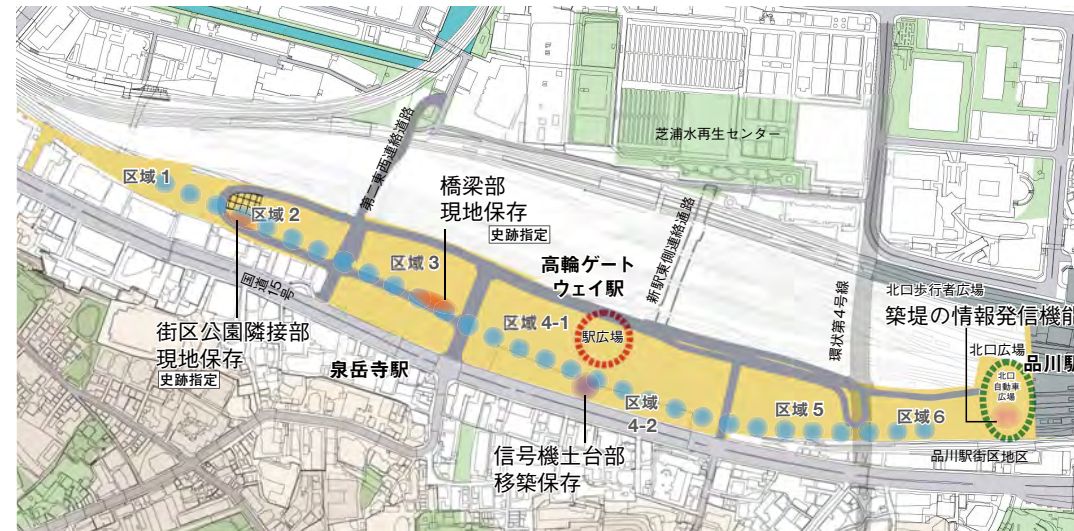 芝浦水再生センター
第二東西連絡道路
区域 1
区域 2
橋梁部
現地保存
史跡指定
国道15号
区域 3
高輪ゲート
ウェイ駅
新駅東側連絡通路
環状第4号線
北口歩行者広場
築堤の情報発信機能
北口広場
品川駅
北口
自動車
広場
街区公園隣接部
現地保存
史跡指定
泉岳寺駅
区域 4-1
駅広場
区域
4-2
区域 5
区域 6
品川駅街区地区
信号機土台部
移築保存